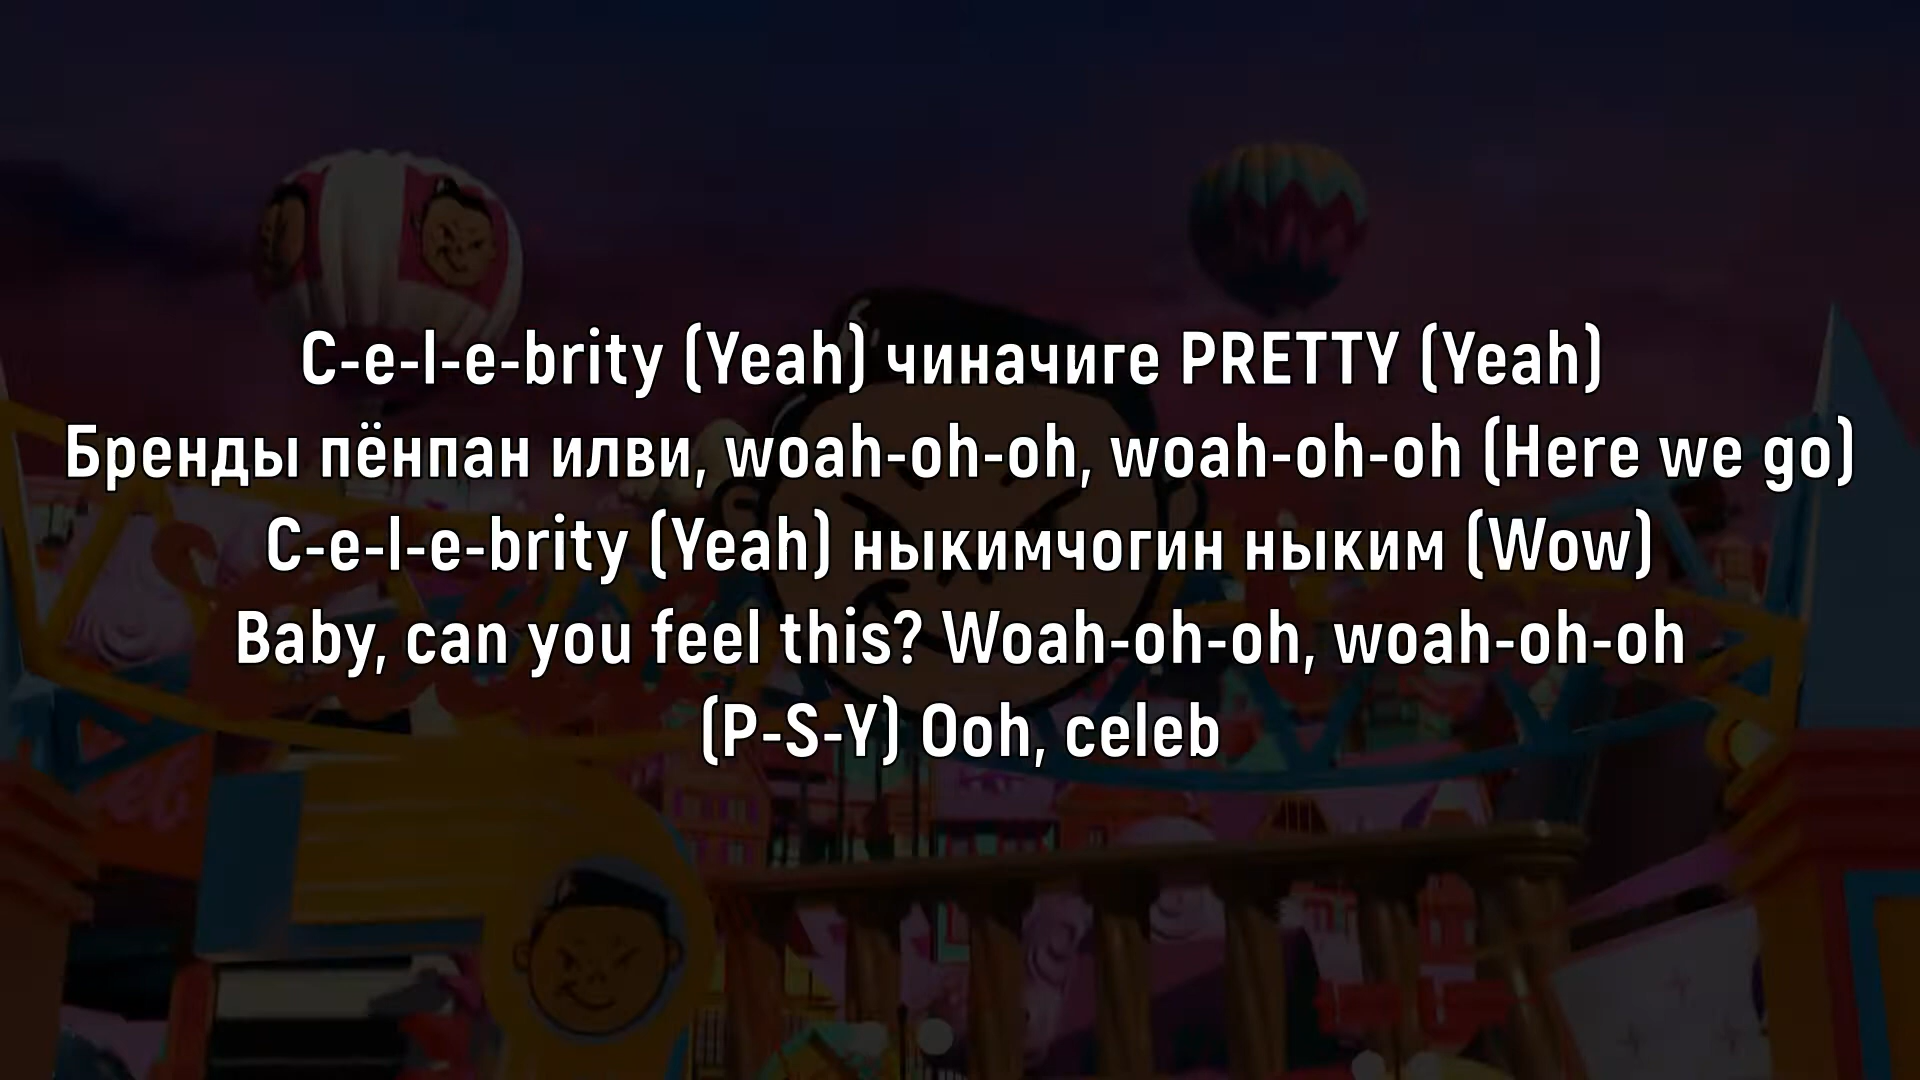 C-e-l-e-brity (Yeah) чиначиге PRETTY (Yeah)
Бренды пёнпан илви, woah-oh-oh, woah-oh-oh (Here we go)
C-e-l-e-brity (Yeah) ныкимчогин ныким (Wow)
Baby, can you feel this? Woah-oh-oh, woah-oh-oh
(P-S-Y) Ooh, celeb